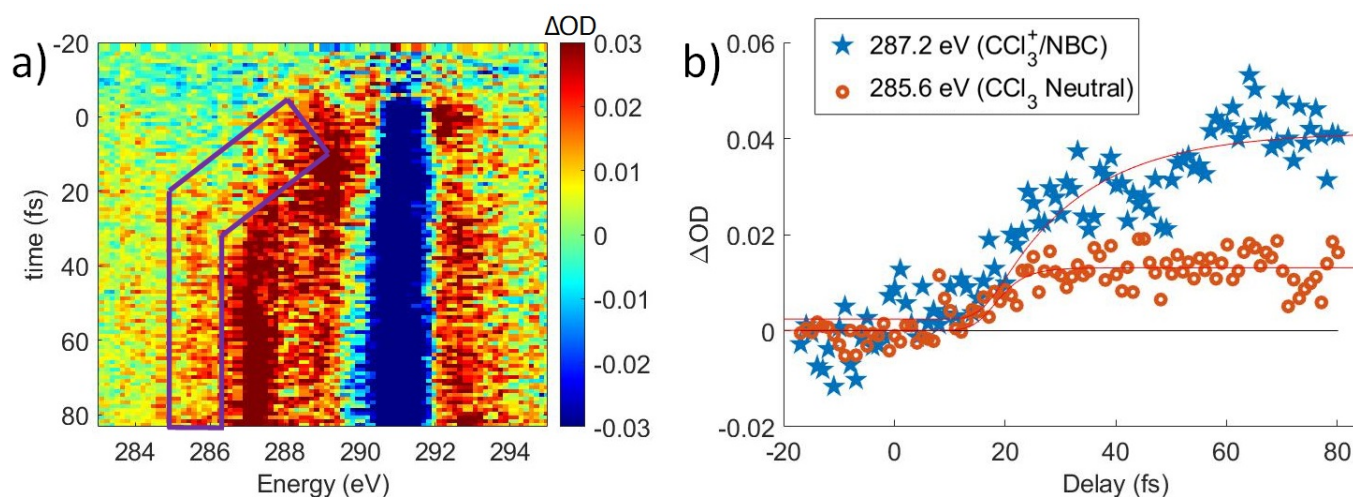 a)
ΔOD
-20
0
20
40
60
80
time (fs)
284 286 288 290 292 294
Energy (eV)
0.03
0.02
0.01
0
-0.01
-0.02
-0.03
b)
287.2 eV (CCl₃⁺/NBC)
285.6 eV (CCl₃ Neutral)
0.06
0.04
0.02
0
-0.02
ΔOD
-20 0 20 40 60 80
Delay (fs)